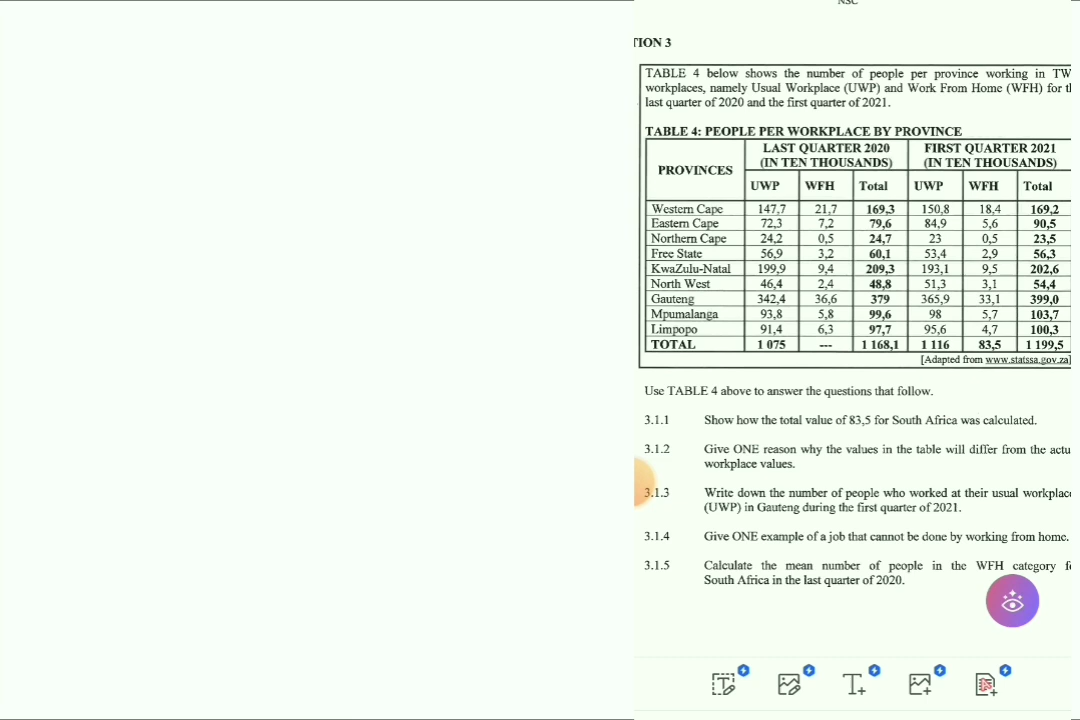 TION 3
TABLE 4 below shows the number of people per province working in TW
workplaces, namely Usual Workplace (UWP) and Work From Home (WFH) for tl
last quarter of 2020 and the first quarter of 2021.
TABLE 4: PEOPLE PER WORKPLACE BY PROVINCE
PROVINCES LAST QUARTER 2020 (IN TEN THOUSANDS) FIRST QUARTER 2021 (IN TEN THOUSANDS)
UWP WFH Total UWP WFH Total
Western Cape 147,7 21,7 169,3 150,8 18,4 169,2
Eastern Cape 72,3 7,2 79,6 84,9 5,6 90,5
Northern Cape 24,2 0,5 24,7 23 0,5 23,5
Free State 56,9 3,2 60,1 53,4 2,9 56,3
KwaZulu-Natal 199,9 9,4 209,3 193,1 9,5 202,6
North West 46,4 2,4 48,8 51,3 3,1 54,4
Gauteng 342,4 36,6 379 365,9 33,1 399,0
Mpumalanga 93,8 5,8 99,6 98 5,7 103,7
Limpopo 91,4 6,3 97,7 95,6 4,7 100,3
TOTAL 1 075 --- 1 168,1 1 116 83,5 1 199,5
[Adapted from www.statssa.gov.za]
Use TABLE 4 above to answer the questions that follow.
3.1.1 Show how the total value of 83,5 for South Africa was calculated.
3.1.2 Give ONE reason why the values in the table will differ from the actu
workplace values.
3.1.3 Write down the number of people who worked at their usual workplac
(UWP) in Gauteng during the first quarter of 2021.
3.1.4 Give ONE example of a job that cannot be done by working from home.
3.1.5 Calculate the mean number of people in the WFH category f
South Africa in the last quarter of 2020.